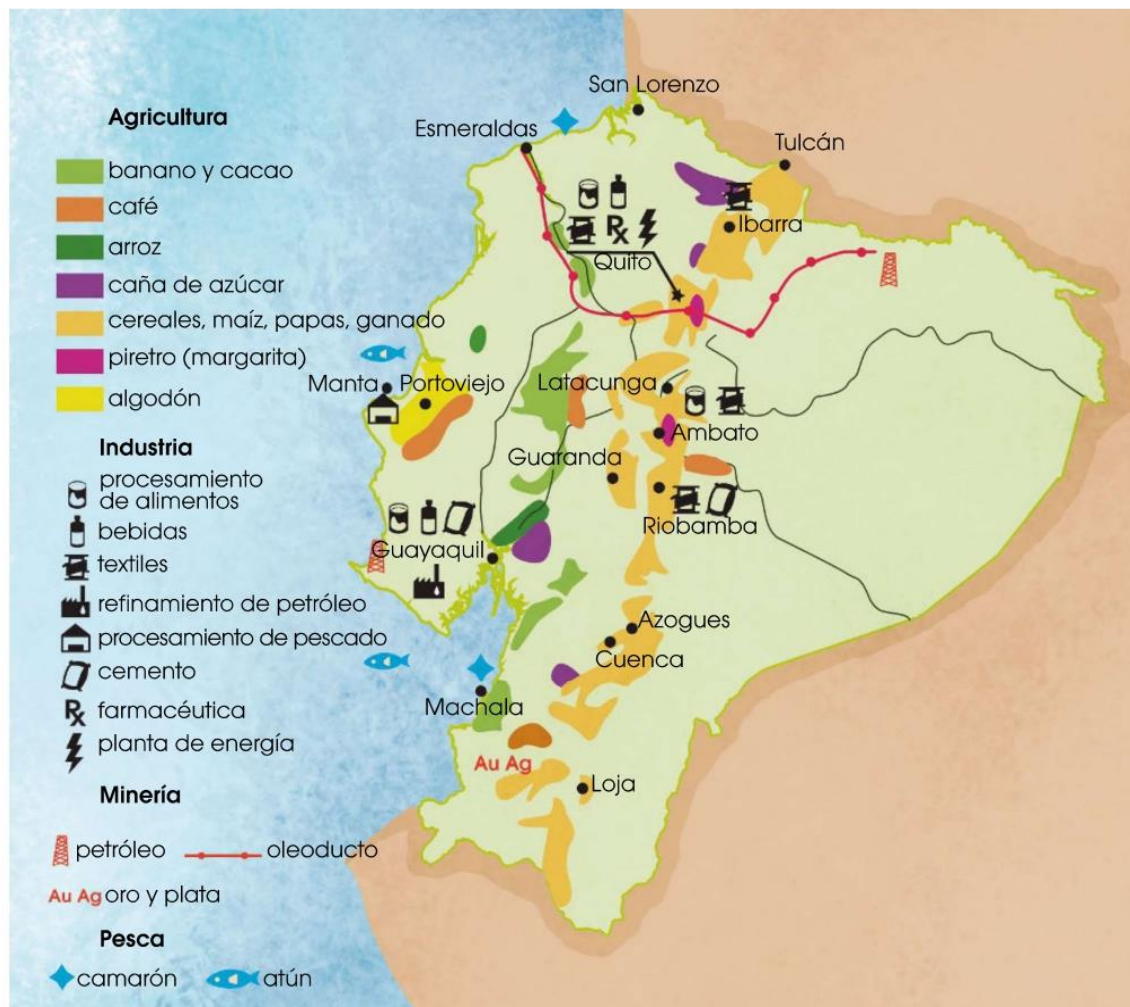 Agricultura
banano y cacao
café
arroz
caña de azúcar
cereales, maíz, papas, ganado
piretro (margarita)
algodón
Industria
procesamiento
de alimentos
bebidas
textiles
refinamiento de petróleo
procesamiento de pescado
cemento
farmacéutica
planta de energía
Minería
petróleo
oleoducto
Au Ag oro y plata
Pesca
camarón
atún
San Lorenzo
Esmeraldas
Tulcán
Ibarra
Quito
Manta
Portoviejo
Latacunga
Ambato
Guaranda
Riobamba
Guayaquil
Azogues
Cuenca
Machala
Au Ag
Loja